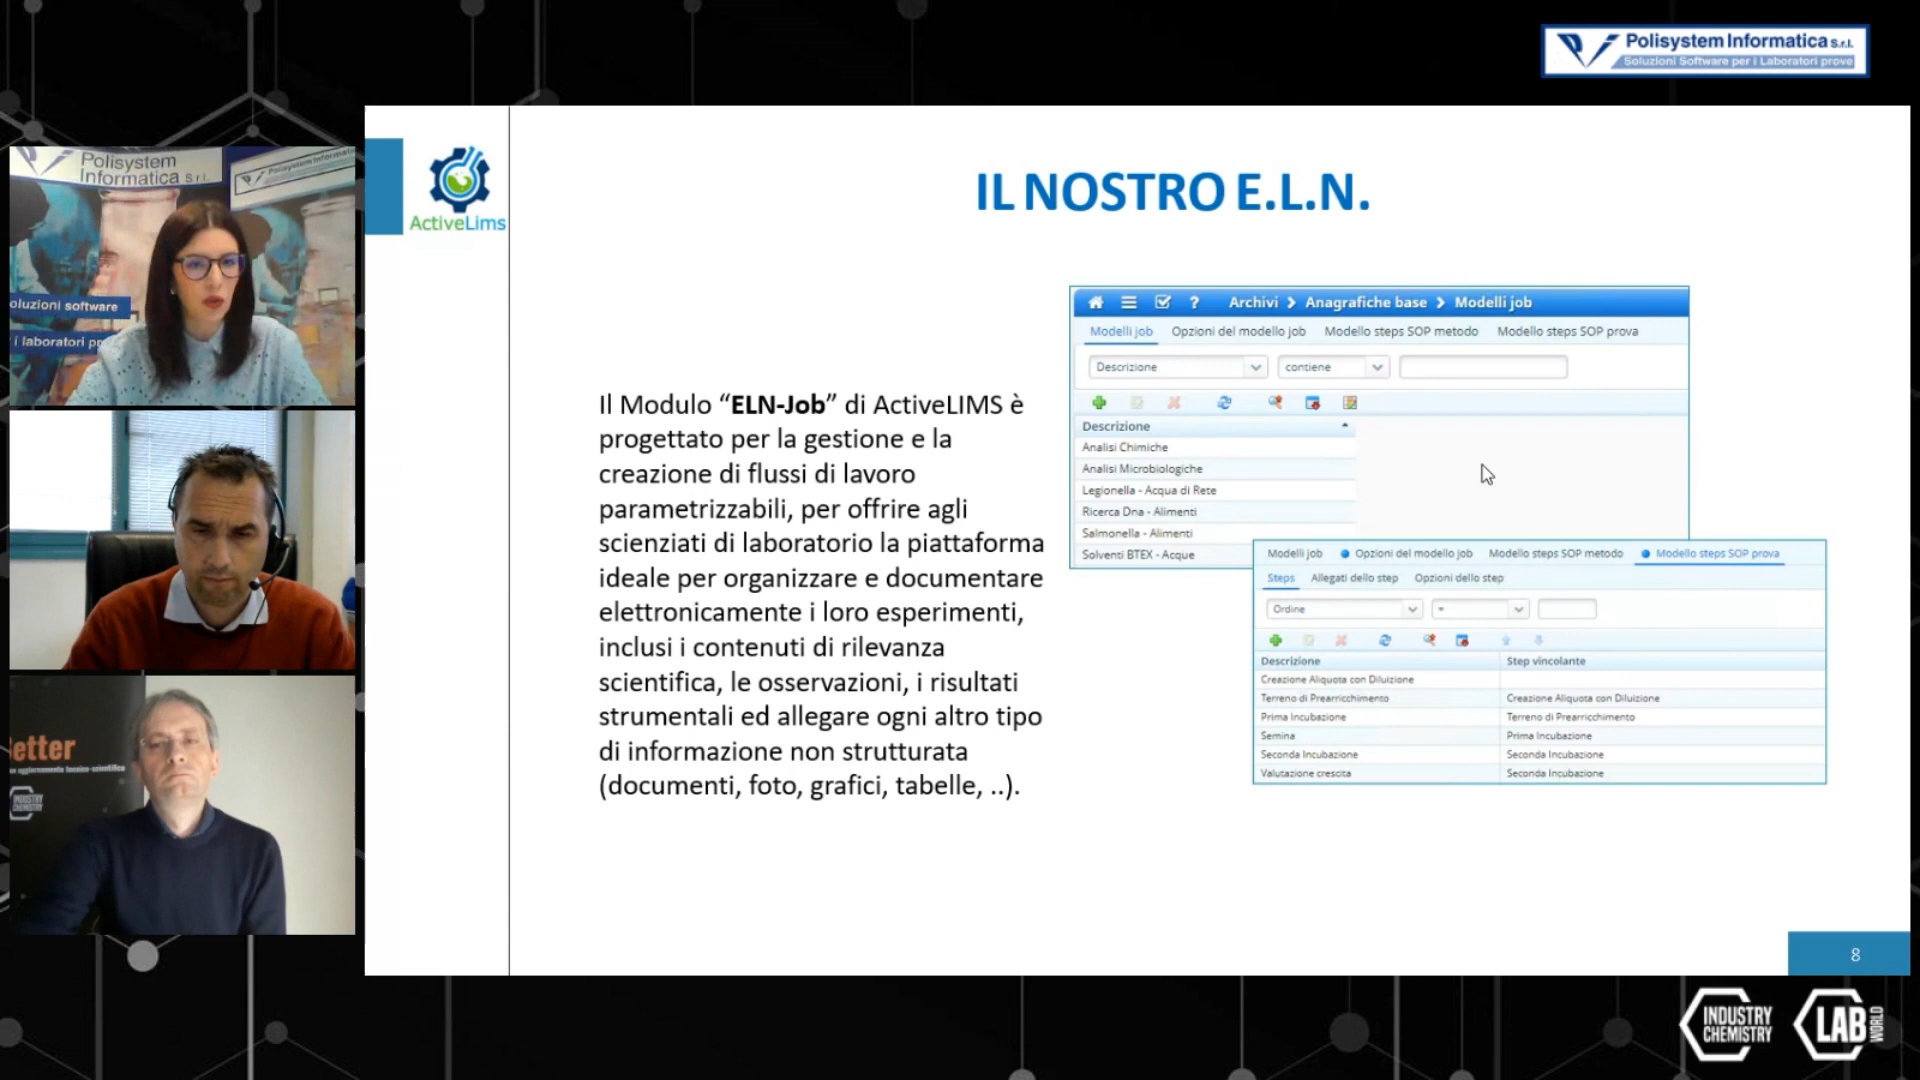 Polisystem Informatica s.r.l.
Soluzioni Software per i Laboratori prove
Polisystem
Informatica s.r.l.
Polisystem Informatica
oluzioni software
i laboratori pr
etter
INDUSTRY
CHEMISTRY
ActiveLims
IL NOSTRO E.L.N.
Il Modulo “ELN-Job” di ActiveLIMS è
progettato per la gestione e la
creazione di flussi di lavoro
parametrizzabili, per offrire agli
scienziati di laboratorio la piattaforma
ideale per organizzare e documentare
elettronicamente i loro esperimenti,
inclusi i contenuti di rilevanza
scientifica, le osservazioni, i risultati
strumentali ed allegare ogni altro tipo
di informazione non strutturata
(documenti, foto, grafici, tabelle, ..).
? Archivi > Anagrafiche base > Modelli job
Modelli job Opzioni del modello job Modello steps SOP metodo Modello steps SOP prova
Descrizione contiene
Descrizione
Analisi Chimiche
Analisi Microbiologiche
Legionella - Acqua di Rete
Ricerca Dna - Alimenti
Salmonella - Alimenti
Solventi BTEX - Acque
Modelli job Opzioni del modello job Modello steps SOP metodo Modello steps SOP prova
Steps Allegati dello step Opzioni dello step
Ordine =
Descrizione Step vincolante
Creazione Aliquota con Diluizione
Terreno di Prearricchimento Creazione Aliquota con Diluizione
Prima Incubazione Terreno di Prearricchimento
Semina Prima Incubazione
Seconda Incubazione Seconda Incubazione
Valutazione crescita Seconda Incubazione
8
INDUSTRY
CHEMISTRY
LAB
WORLD